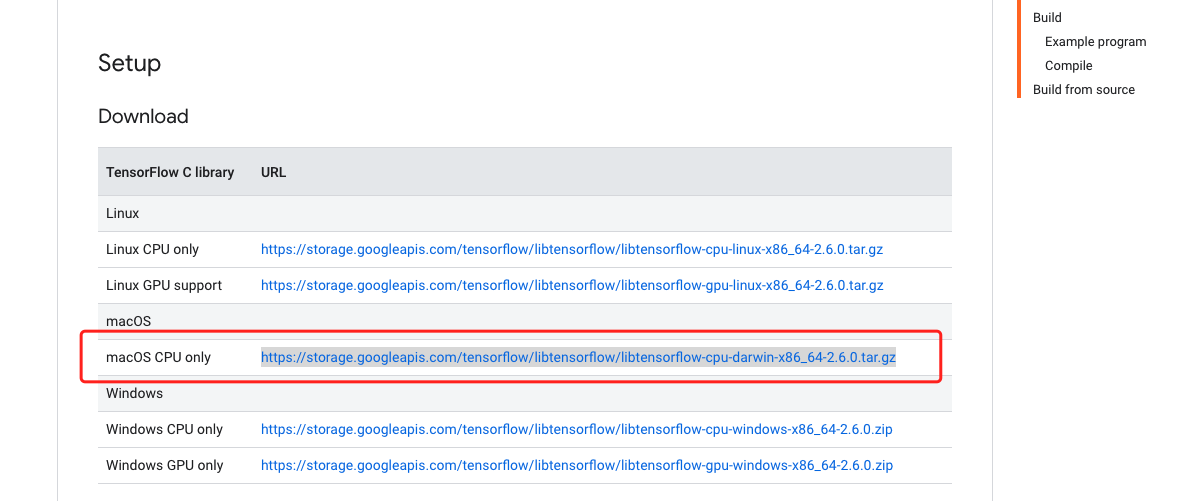 Setup
Download
TensorFlow C library URL
Linux
Linux CPU only https://storage.googleapis.com/tensorflow/libtensorflow/libtensorflow-cpu-linux-x86_64-2.6.0.tar.gz
Linux GPU support https://storage.googleapis.com/tensorflow/libtensorflow/libtensorflow-gpu-linux-x86_64-2.6.0.tar.gz
macOS
macOS CPU only https://storage.googleapis.com/tensorflow/libtensorflow/libtensorflow-cpu-darwin-x86_64-2.6.0.tar.gz
Windows
Windows CPU only https://storage.googleapis.com/tensorflow/libtensorflow/libtensorflow-cpu-windows-x86_64-2.6.0.zip
Windows GPU only https://storage.googleapis.com/tensorflow/libtensorflow/libtensorflow-gpu-windows-x86_64-2.6.0.zip
Build
Example program
Compile
Build from source